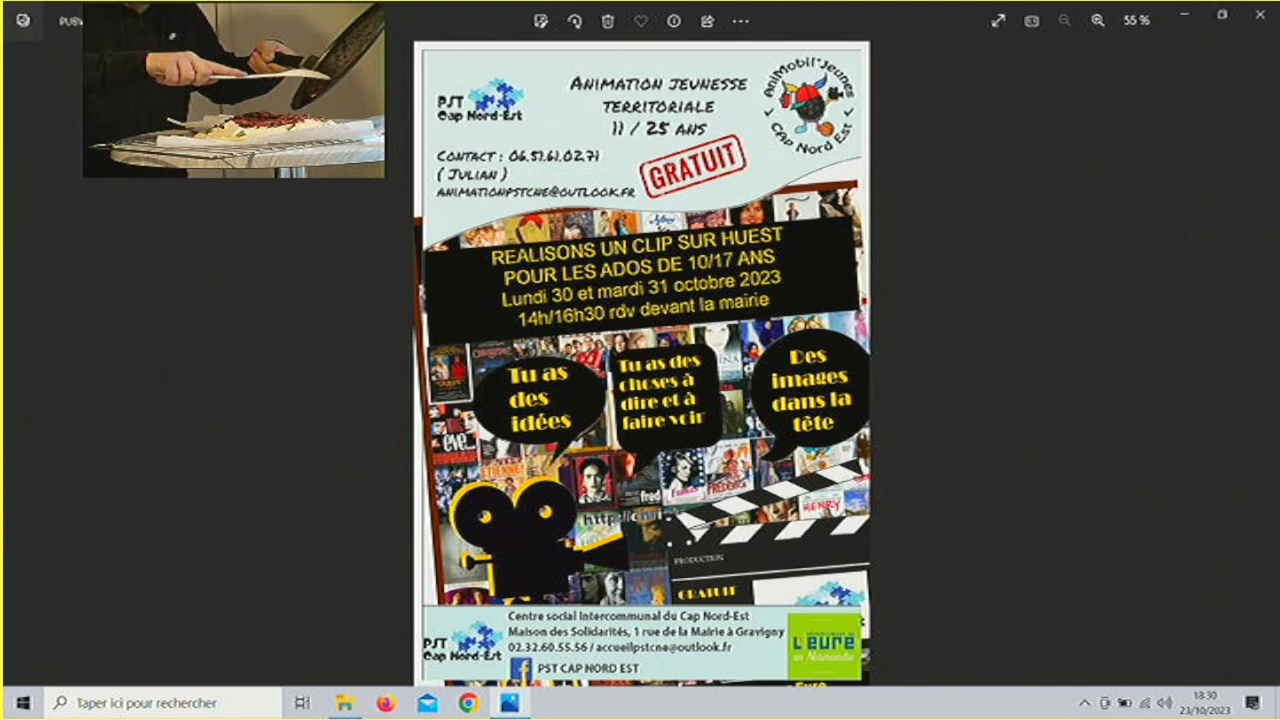 PUB
55 %
PST
Cap Nord-Est
ANIMATION JEUNESSE
TERRITORIALE
11 / 25 ANS
AniMobil'Jeunes
CAP Nord Est
CONTACT : 06.51.61.02.71
( JULIAN )
ANIMATIONPSTCNE@OUTLOOK.FR
GRATUIT
REALISONS UN CLIP SUR HUEST
POUR LES ADOS DE 10/17 ANS
Lundi 30 et mardi 31 octobre 2023
14h/16h30 rdv devant la mairie
Tu as
des
idées
Tu as des
choses à
dire et à
faire voir
Des
images
dans la
tête
EVE...
ETIENNE
fred
HENRY
PRODUCTION
GRATUIT
Centre social Intercommunal du Cap Nord-Est
Maison des Solidarités, 1 rue de la Mairie à Gravigny
02.32.60.55.56 / accueilpstcne@outlook.fr
PST CAP NORD EST
PST
Cap Nord-Est
L'EURE
en Normandie
Taper ici pour rechercher
18:30
23/10/2023